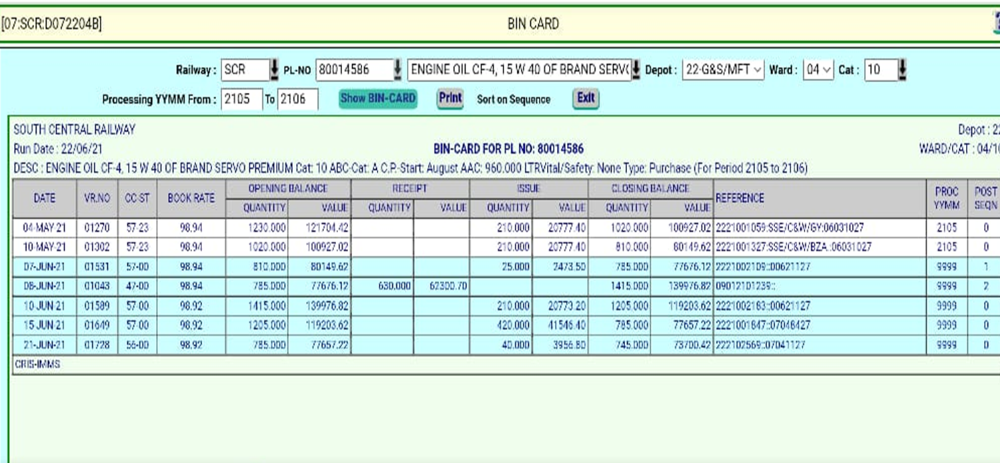 [07:SCR:D072204B] BIN CARD
Railway : SCR PL-NO 80014586 ENGINE OIL CF-4, 15 W 40 OF BRAND SERV( Depot : 22-G&S/MFT Ward : 04 Cat : 10
Processing YYMM From : 2105 To 2106 Show BIN-CARD Print Sort on Sequence Exit
SOUTH CENTRAL RAILWAY Depot : 22
Run Date : 22/06/21 BIN-CARD FOR PL NO: 80014586 WARD/CAT : 04/10
DESC : ENGINE OIL CF-4, 15 W 40 OF BRAND SERVO PREMIUM Cat: 10 ABC-Cat: A C.P.-Start: August AAC: 960.000 LTRVital/Safety: None Type: Purchase (For Period 2105 to 2106)
DATE VR.NO CC-ST BOOK RATE OPENING BALANCE RECEIPT ISSUE CLOSING BALANCE REFERENCE PROC YYMM POST SEQN
QUANTITY VALUE QUANTITY VALUE QUANTITY VALUE QUANTITY VALUE
04-MAY-21 01270 57-23 98.94 1230.000 121704.42 210.000 20777.40 1020.000 100927.02 2221001059:SSE/C&W/GY:06031027 2105 0
10-MAY-21 01302 57-23 98.94 1020.000 100927.02 210.000 20777.40 810.000 80149.62 2221001327:SSE/C&W/BZA.:06031027 2105 0
07-JUN-21 01531 57-00 98.94 810.000 80149.62 25.000 2473.50 785.000 77676.12 2221002109::00621127 9999 1
08-JUN-21 01043 47-00 98.94 785.000 77676.12 630.000 62300.70 1415.000 139976.82 09012101239:: 9999 2
10-JUN-21 01589 57-00 98.92 1415.000 139976.82 210.000 20773.20 1205.000 119203.62 2221002183::00621127 9999 0
15-JUN-21 01649 57-00 98.92 1205.000 119203.62 420.000 41546.40 785.000 77657.22 2221001847::07048427 9999 0
21-JUN-21 01728 56-00 98.92 785.000 77657.22 40.000 3956.80 745.000 73700.42 222102569::07041127 9999 0
CRIS-IMMS